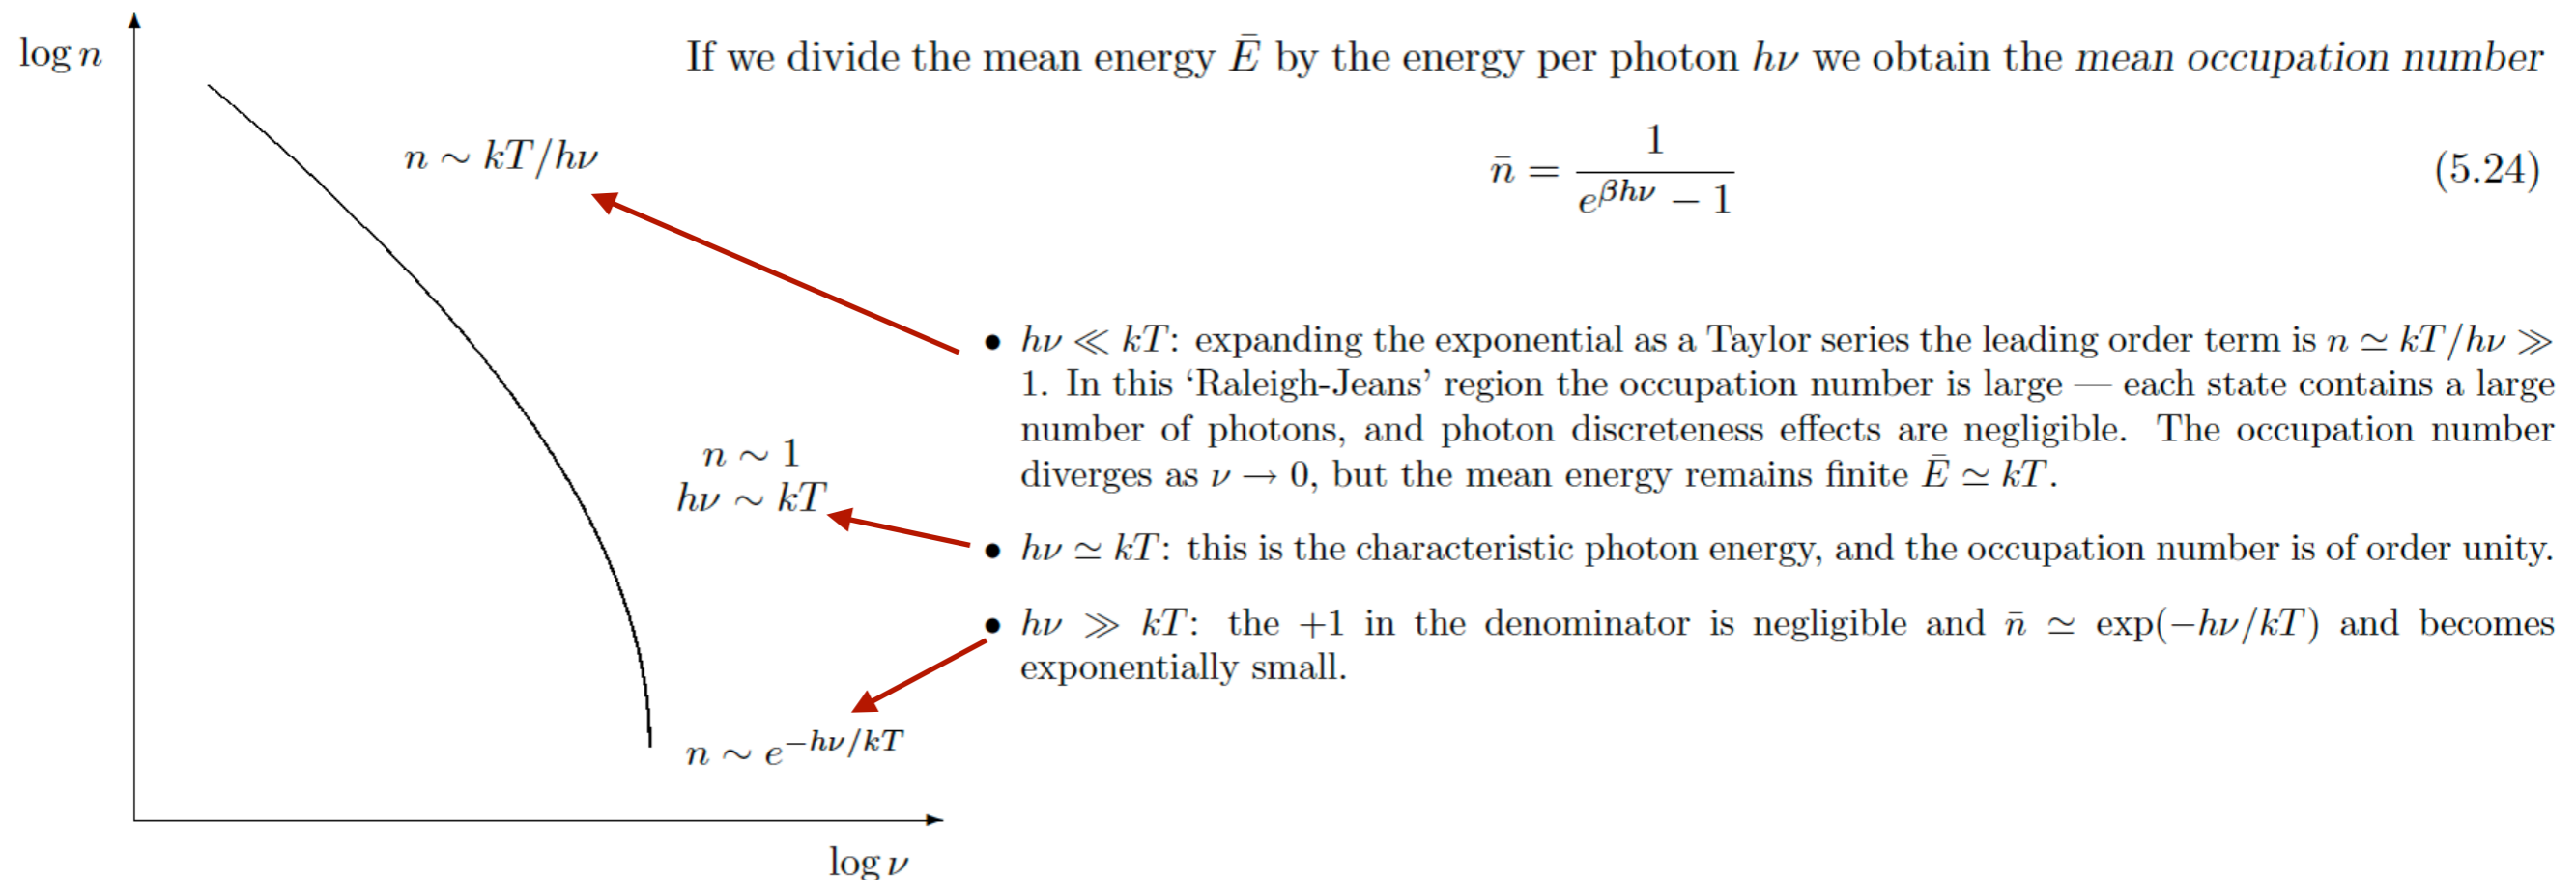 log n
n ∼ kT/hν
n ∼ 1
hν ∼ kT
n ∼ e^{−hν/kT}
log ν
If we divide the mean energy Ē by the energy per photon hν we obtain the mean occupation number
n̄ = 1 / (e^{βhν} − 1) (5.24)
• hν ≪ kT: expanding the exponential as a Taylor series the leading order term is n ≃ kT/hν ≫
1. In this ‘Raleigh-Jeans’ region the occupation number is large — each state contains a large
number of photons, and photon discreteness effects are negligible. The occupation number
diverges as ν → 0, but the mean energy remains finite Ē ≃ kT.
• hν ≃ kT: this is the characteristic photon energy, and the occupation number is of order unity.
• hν ≫ kT: the +1 in the denominator is negligible and n̄ ≃ exp(−hν/kT) and becomes
exponentially small.